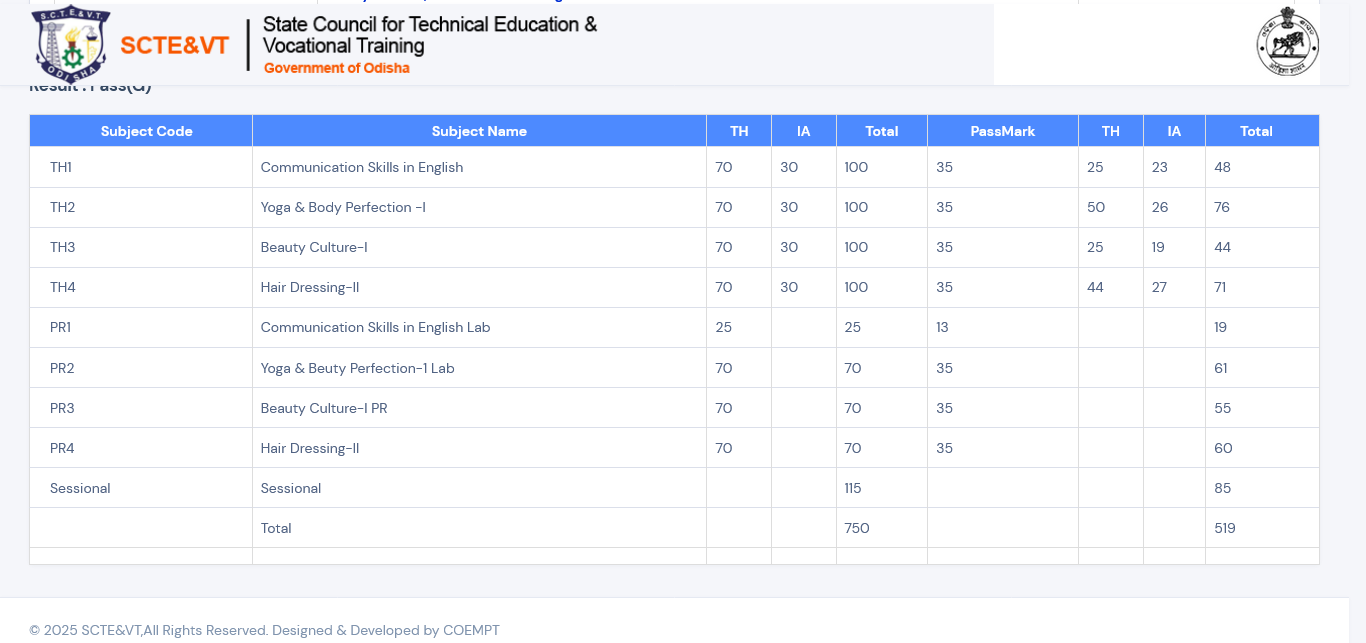 S.C.T.E.&V.T.
ODISHA
SCTE&VT
State Council for Technical Education &
Vocational Training
Government of Odisha
Result : Pass(G)
Subject Code Subject Name TH IA Total PassMark TH IA Total
TH1 Communication Skills in English 70 30 100 35 25 23 48
TH2 Yoga & Body Perfection -I 70 30 100 35 50 26 76
TH3 Beauty Culture-I 70 30 100 35 25 19 44
TH4 Hair Dressing-II 70 30 100 35 44 27 71
PR1 Communication Skills in English Lab 25 25 13 19
PR2 Yoga & Beuty Perfection-1 Lab 70 70 35 61
PR3 Beauty Culture-I PR 70 70 35 55
PR4 Hair Dressing-II 70 70 35 60
Sessional Sessional 115 85
Total 750 519
© 2025 SCTE&VT,All Rights Reserved. Designed & Developed by COEMPT